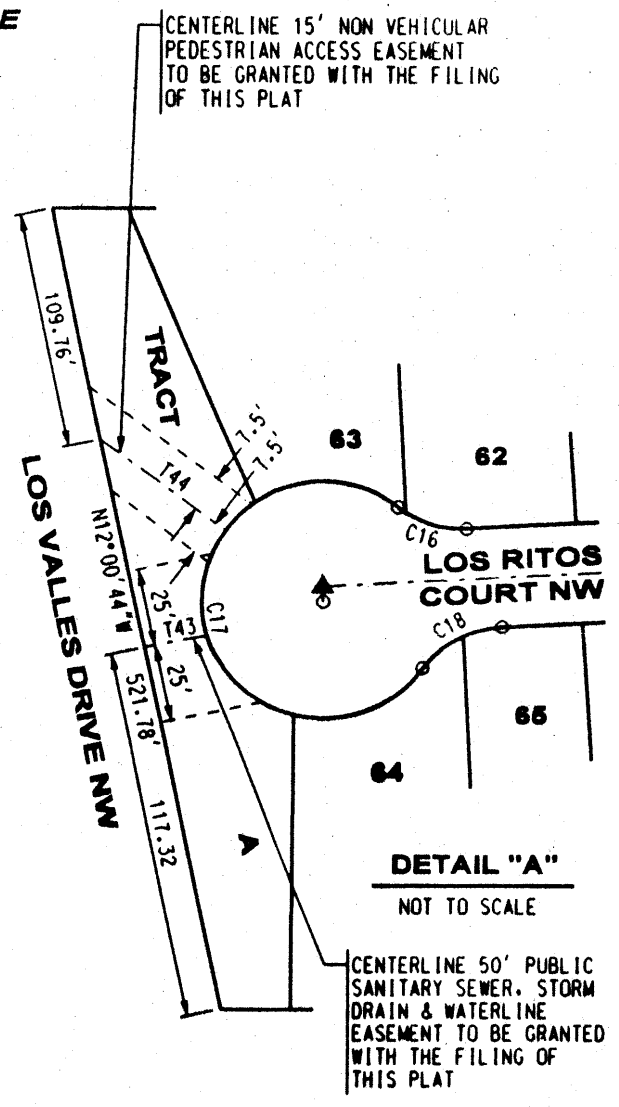 E
CENTERLINE 15' NON VEHICULAR
PEDESTRIAN ACCESS EASEMENT
TO BE GRANTED WITH THE FILING
OF THIS PLAT
109.76'
TRACT
7.5'
7.5'
T44
63
62
C16
LOS RITOS
COURT NW
LOS VALLES DRIVE NW
N12°00'44"W
25'
T43
C17
C18
25'
521.78'
65
64
117.32
A
DETAIL "A"
NOT TO SCALE
CENTERLINE 50' PUBLIC
SANITARY SEWER, STORM
DRAIN & WATERLINE
EASEMENT TO BE GRANTED
WITH THE FILING OF
THIS PLAT